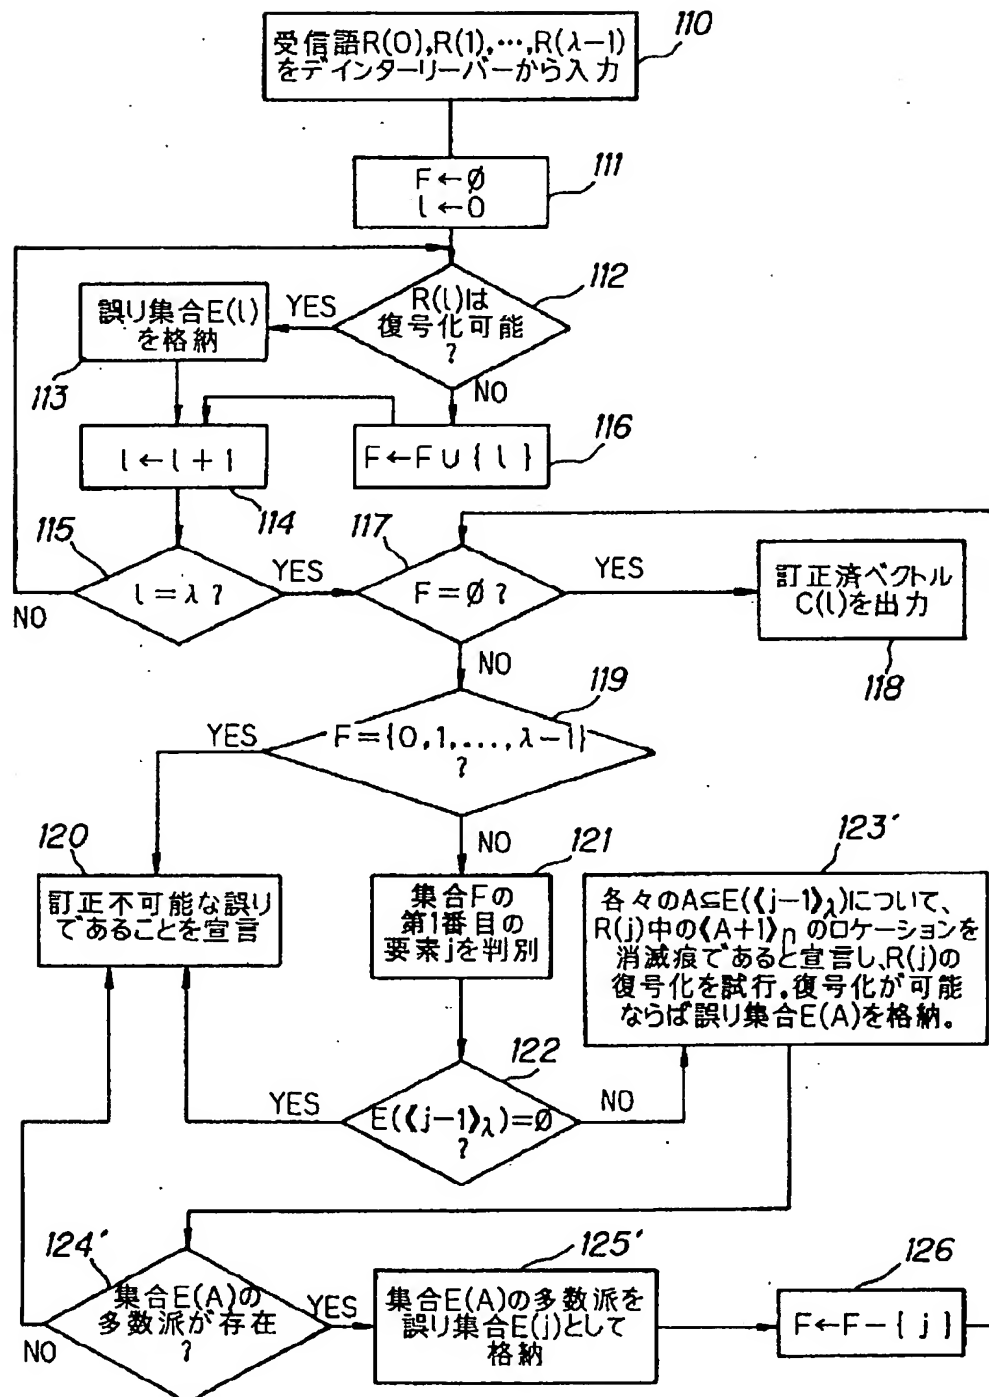 110
受信語R(0),R(1),…,R(λ−1)
をデインターリーバーから入力
111
F←∅
l←0
112
R(l)は
復号化可能
?
YES
NO
誤り集合E(l)
を格納
113
116
F←F∪{l}
l←l+1
114
115
l=λ?
YES
NO
117
F=∅?
YES
NO
訂正済ベクトル
C(l)を出力
118
119
F={0,1,...,λ−1}
?
YES
NO
120
訂正不可能な誤り
であることを宣言
121
集合Fの
第1番目の
要素jを判別
122
E(《j−1》λ)=∅
?
YES
NO
123'
各々のA⊆E(《j−1》λ)について、
R(j)中の《A+1》nのロケーションを
消滅痕であると宣言し、R(j)の
復号化を試行。復号化が可能
ならば誤り集合E(A)を格納。
124'
集合E(A)の
多数派が存在
?
NO
YES
125'
集合E(A)の多数派を
誤り集合E(j)として
格納
126
F←F−{j}